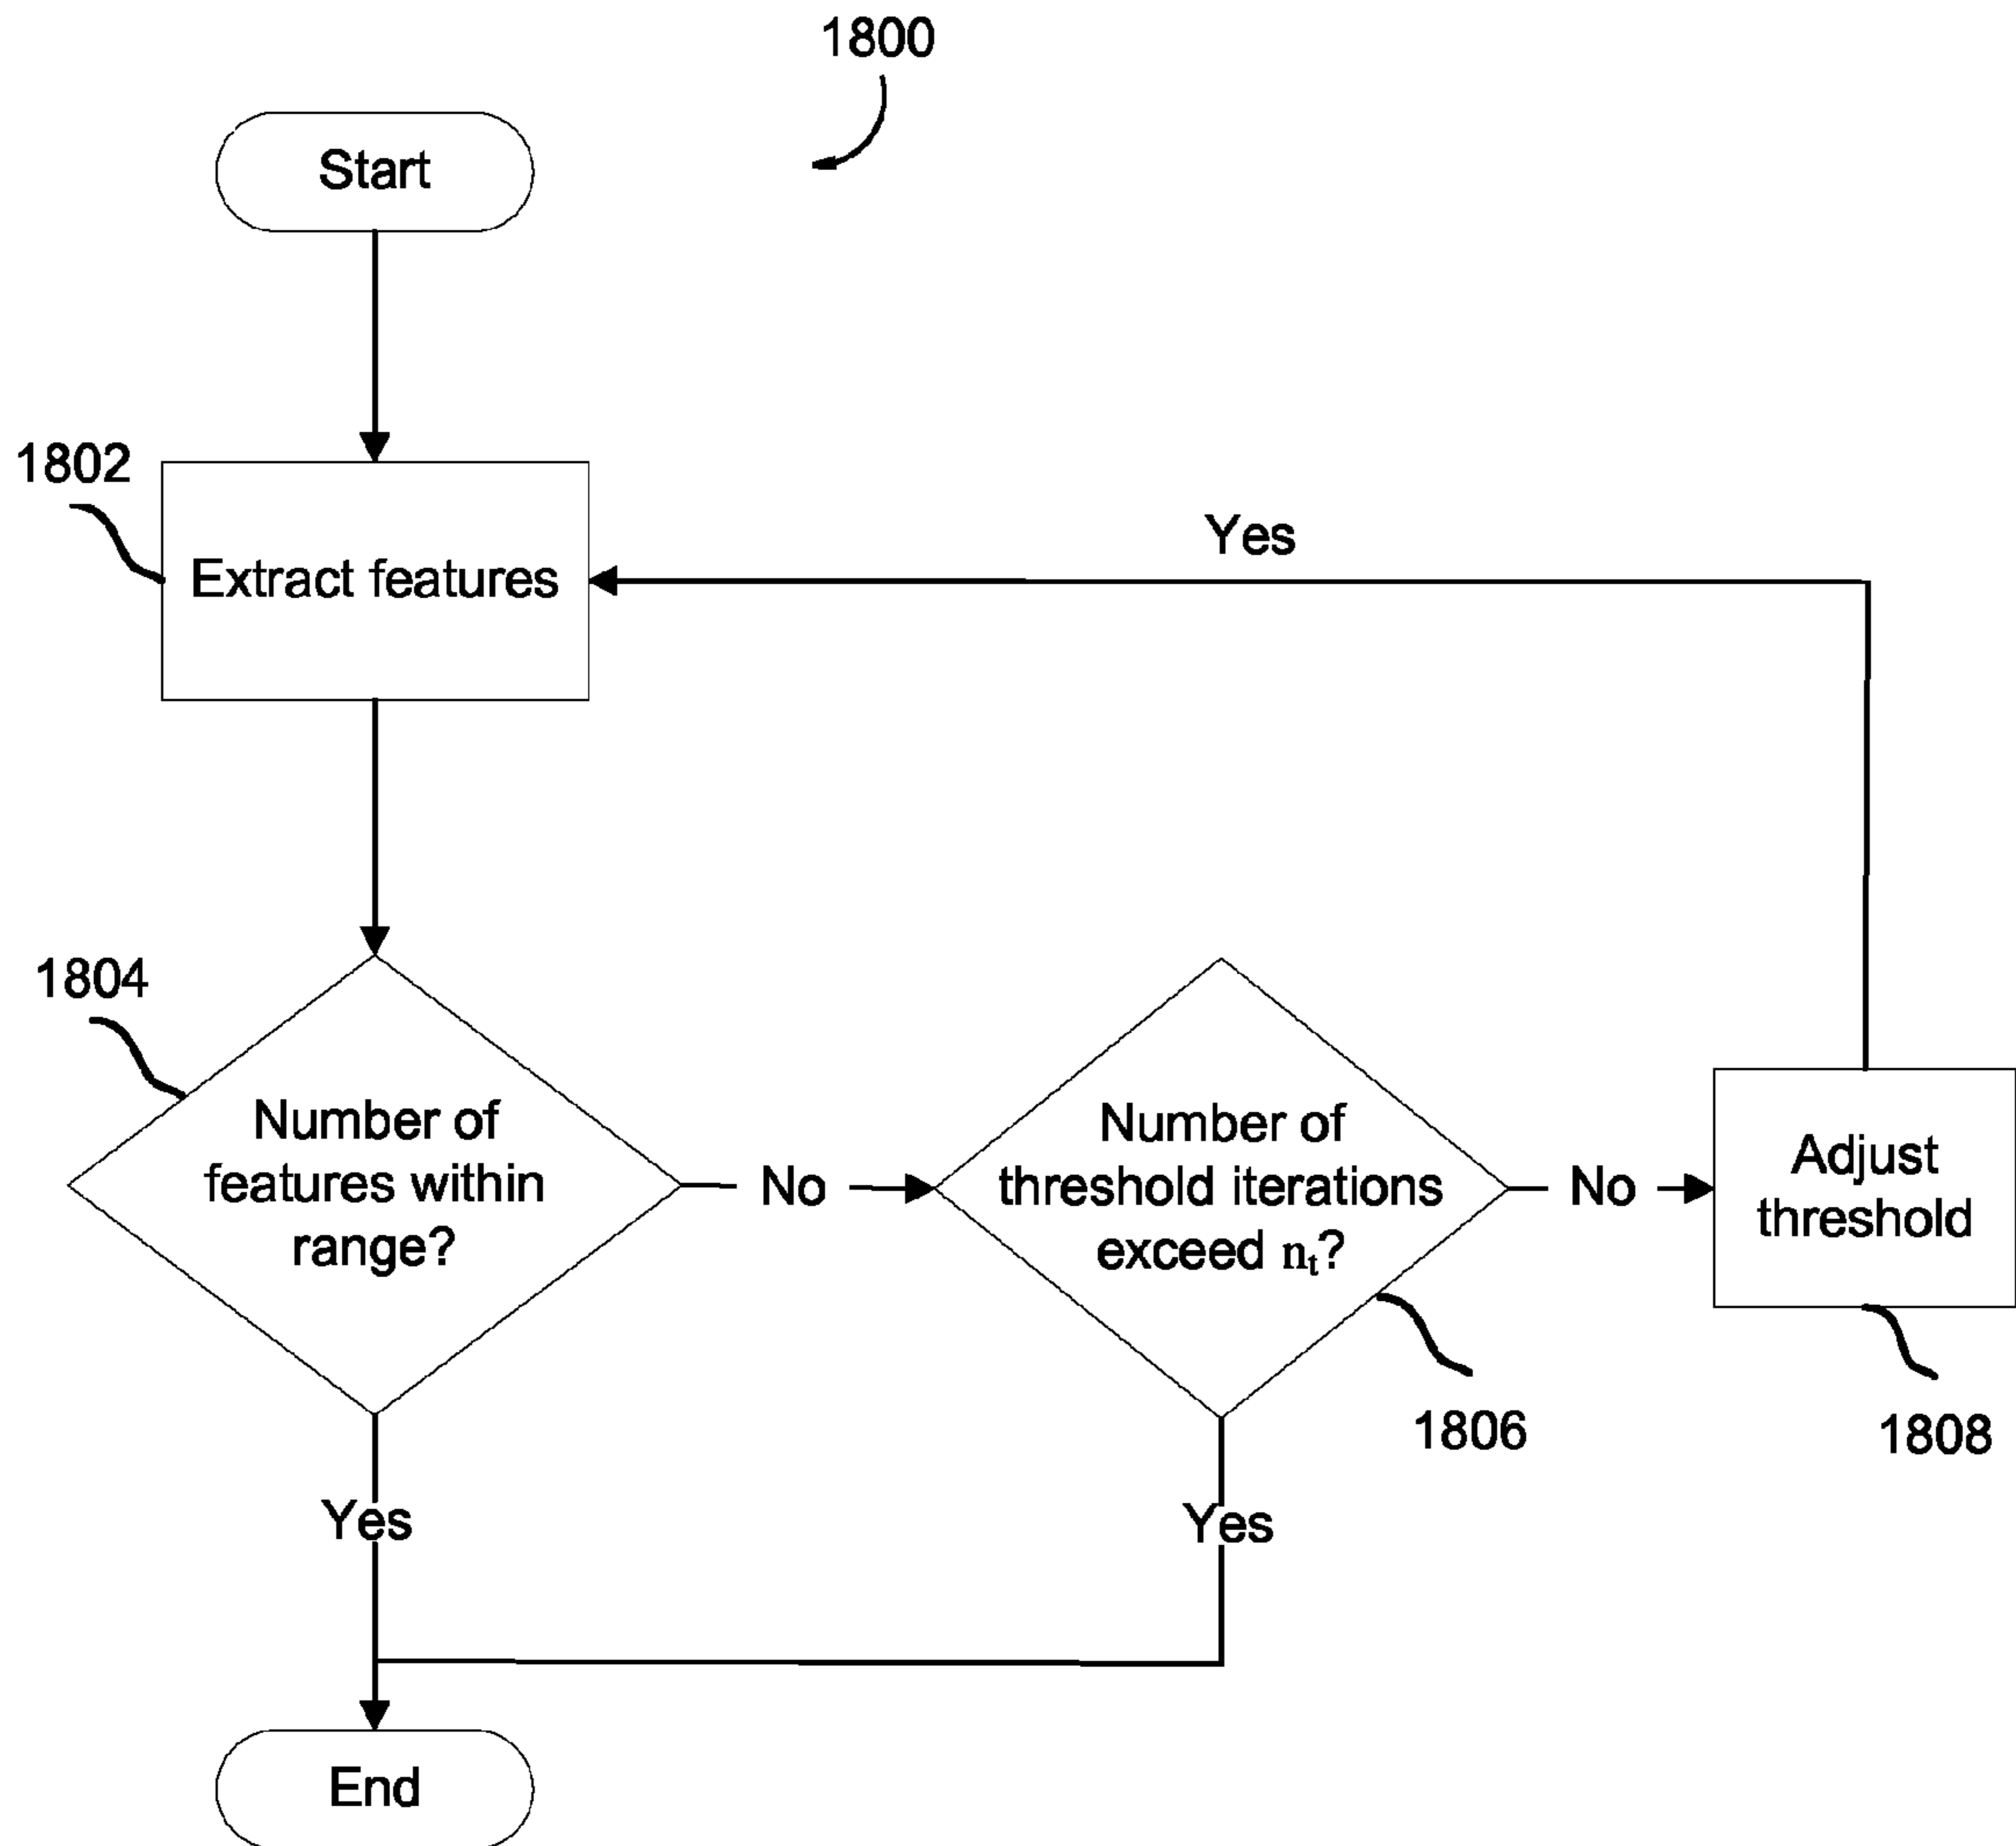 1800
Start
1802
Extract features
Yes
1804
Number of
features within
range?
No
Number of
threshold iterations
exceed nₜ?
No
Adjust
threshold
1806
1808
Yes
Yes
End